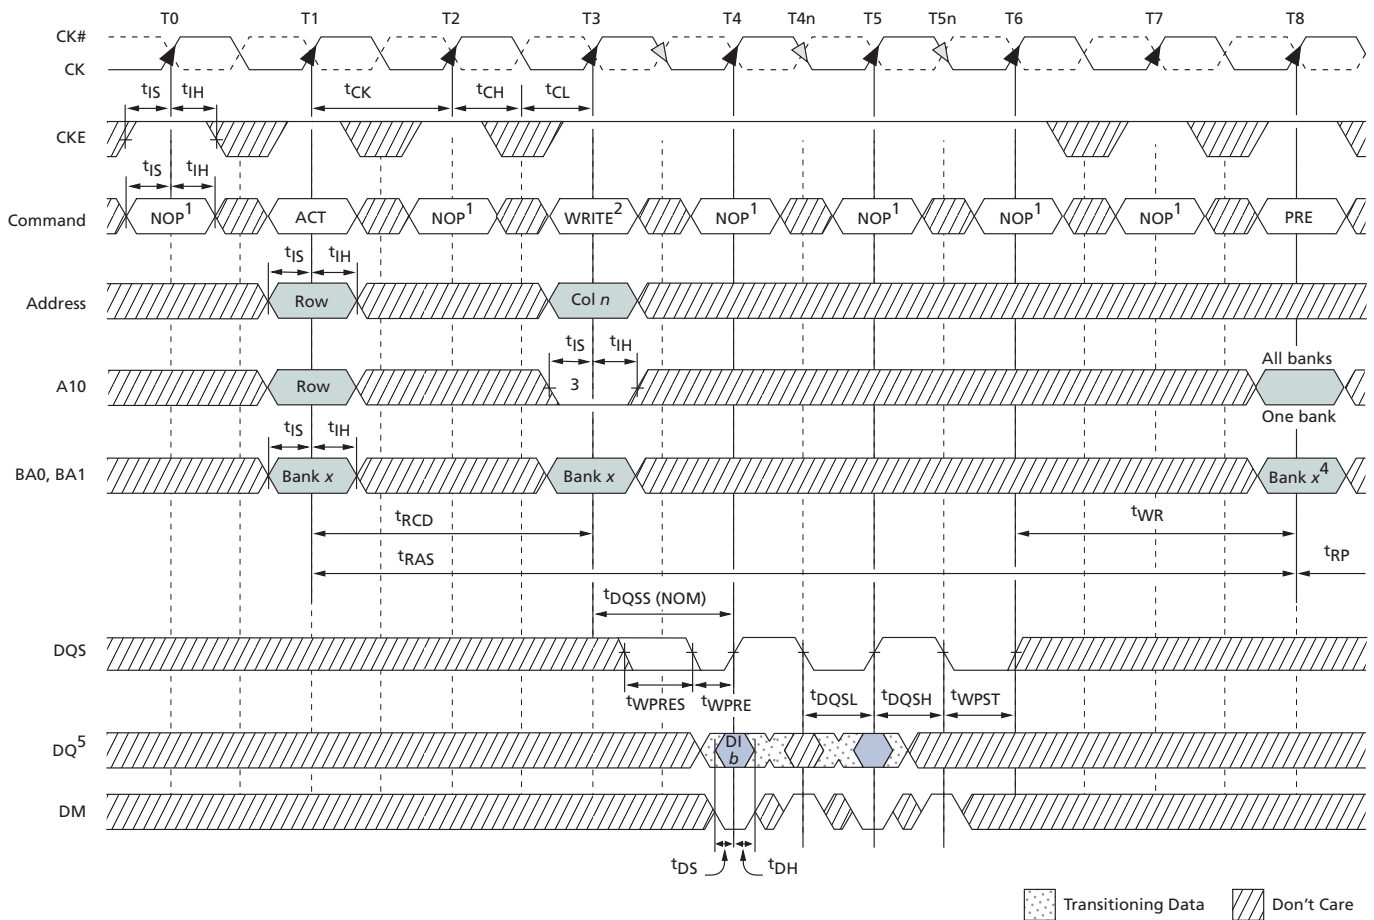 T0 T1 T2 T3 T4 T4n T5 T5n T6 T7 T8
CK#
CK
tIS tIH tCK tCH tCL
CKE
tIS tIH
Command NOP1 ACT NOP1 WRITE2 NOP1 NOP1 NOP1 NOP1 PRE
tIS tIH
Address Row Col n
tIS tIH
All banks
A10 Row 3
One bank
tIS tIH
BA0, BA1 Bank x Bank x Bank x4
tRCD tWR
tRAS tRP
tDQSS (NOM)
DQS
tWPRES tWPRE tDQSL tDQSH tWPST
DQ5 DI
b
DM
tDS tDH
Transitioning Data Don't Care